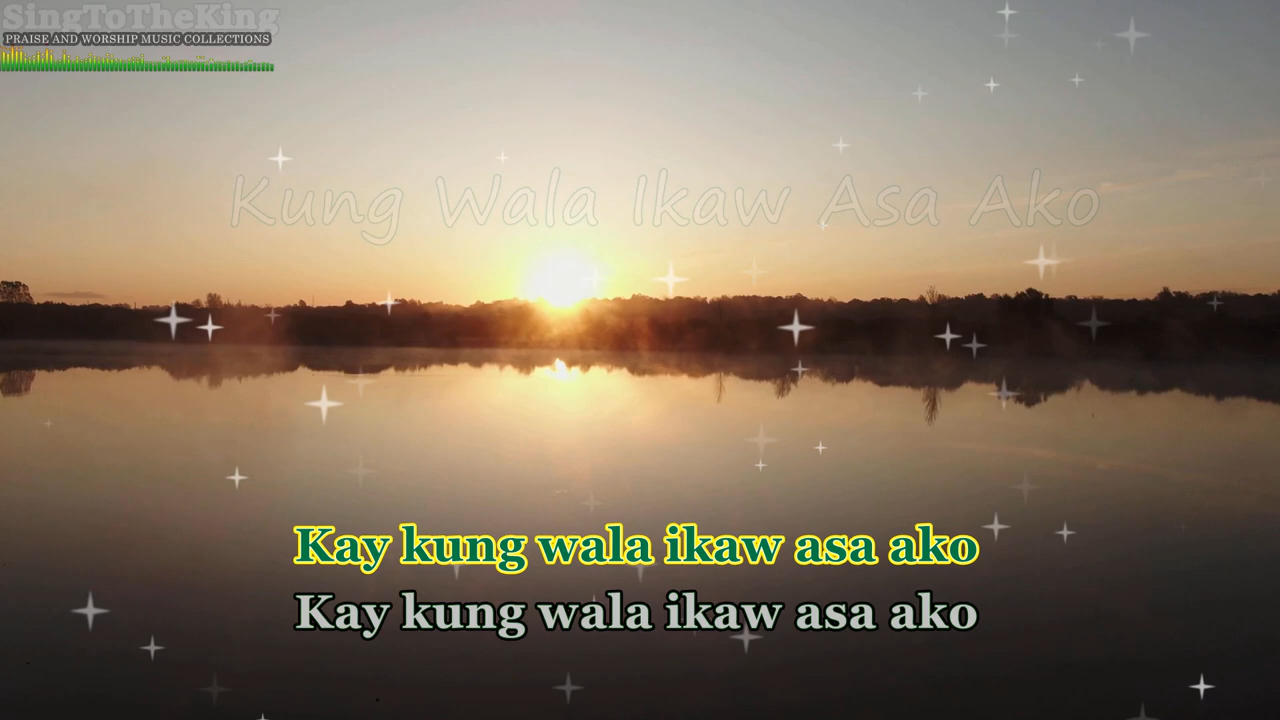 SingToTheKing
PRAISE AND WORSHIP MUSIC COLLECTIONS
Kung Wala Ikaw Asa Ako
Kay kung wala ikaw asa ako
Kay kung wala ikaw asa ako